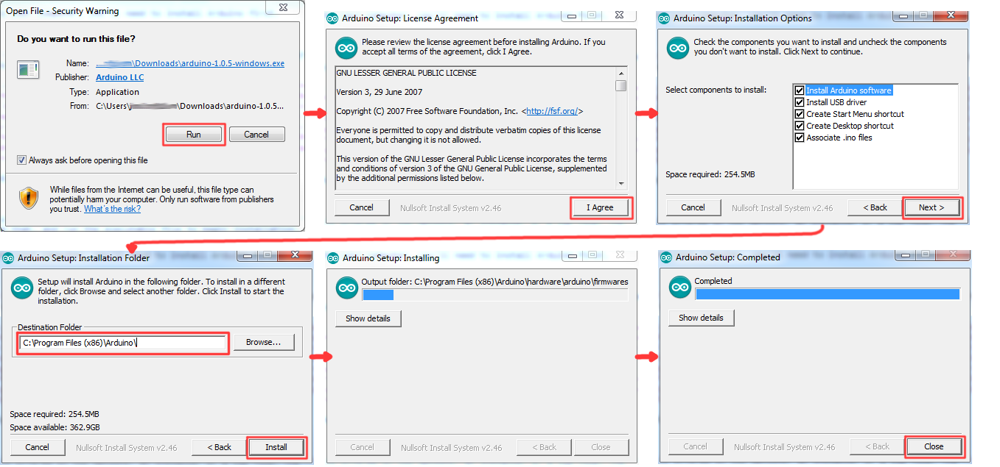 Open File - Security Warning
Do you want to run this file?
Name: \Downloads\arduino-1.0.5-windows.exe
Publisher: Arduino LLC
Type: Application
From: C:\Users\ \Downloads\arduino-1.0.5...
Run
Cancel
Always ask before opening this file
While files from the Internet can be useful, this file type can
potentially harm your computer. Only run software from publishers
you trust. What's the risk?
Arduino Setup: License Agreement
Please review the license agreement before installing Arduino. If you
accept all terms of the agreement, click I Agree.
GNU LESSER GENERAL PUBLIC LICENSE
Version 3, 29 June 2007
Copyright (C) 2007 Free Software Foundation, Inc. <http://fsf.org/>
Everyone is permitted to copy and distribute verbatim copies of this license
document, but changing it is not allowed.
This version of the GNU Lesser General Public License incorporates the terms
and conditions of version 3 of the GNU General Public License, supplemented
by the additional permissions listed below.
Cancel
Nullsoft Install System v2.46
I Agree
Arduino Setup: Installation Options
Check the components you want to install and uncheck the components
you don't want to install. Click Next to continue.
Select components to install:
Install Arduino software
Install USB driver
Create Start Menu shortcut
Create Desktop shortcut
Associate .ino files
Space required: 254.5MB
Cancel
Nullsoft Install System v2.46
< Back
Next >
Arduino Setup: Installation Folder
Setup will install Arduino in the following folder. To install in a different
folder, click Browse and select another folder. Click Install to start the
installation.
Destination Folder
C:\Program Files (x86)\Arduino\
Browse...
Space required: 254.5MB
Space available: 362.9GB
Cancel
Nullsoft Install System v2.46
< Back
Install
Arduino Setup: Installing
Output folder: C:\Program Files (x86)\Arduino\hardware\arduino\firmwares
Show details
Cancel
Nullsoft Install System v2.46
< Back
Close
Arduino Setup: Completed
Completed
Show details
Cancel
Nullsoft Install System v2.46
< Back
Close